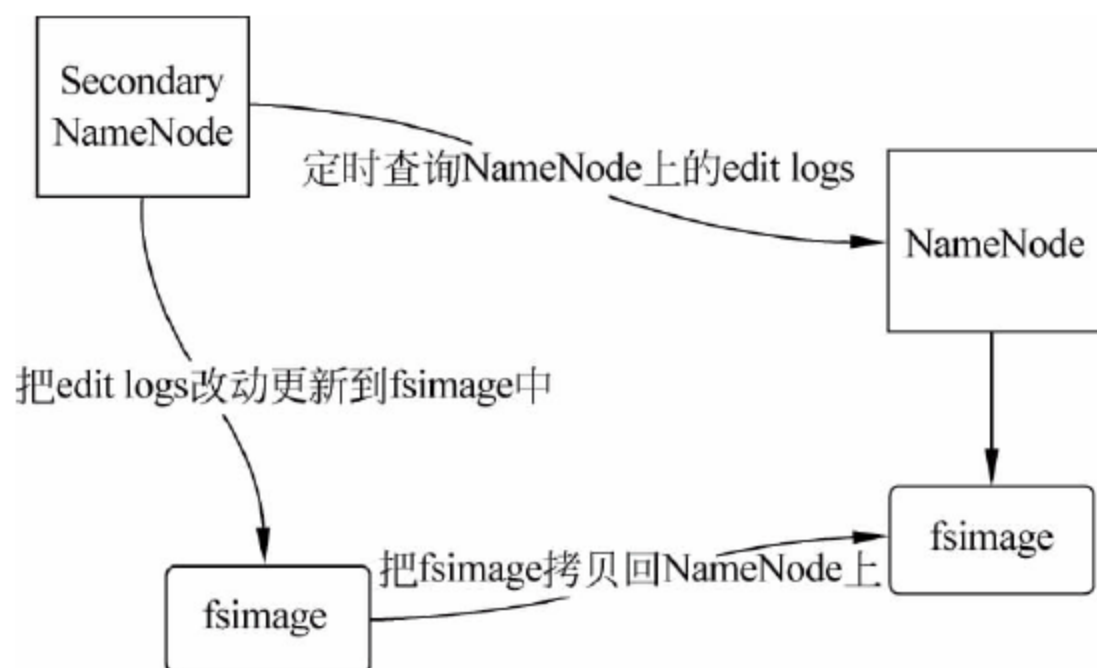 Secondary
NameNode
定时查询NameNode上的edit logs
NameNode
把edit logs改动更新到fsimage中
fsimage
把fsimage拷贝回NameNode上
fsimage